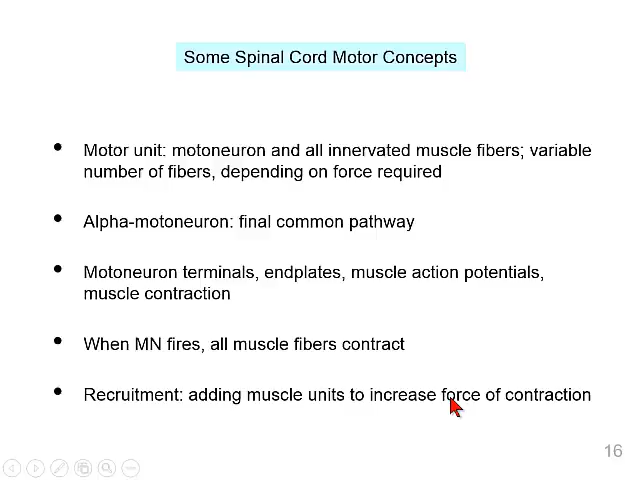 Some Spinal Cord Motor Concepts
• Motor unit: motoneuron and all innervated muscle fibers; variable
number of fibers, depending on force required
• Alpha-motoneuron: final common pathway
• Motoneuron terminals, endplates, muscle action potentials,
muscle contraction
• When MN fires, all muscle fibers contract
• Recruitment: adding muscle units to increase force of contraction
16